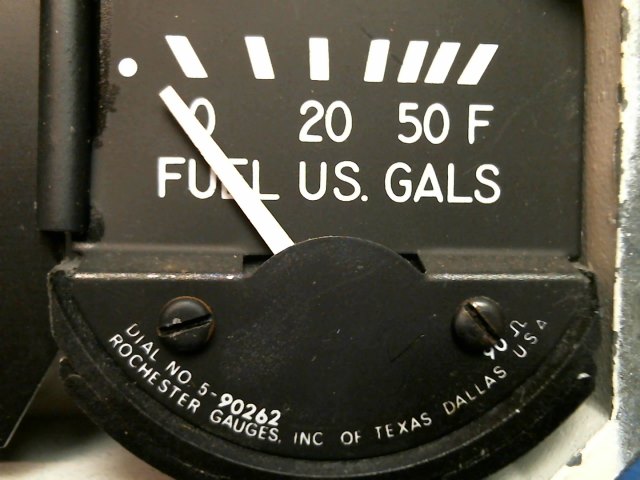 0 20 50 F
FUEL US. GALS
90 Ω
DIAL NO. 5-90262
ROCHESTER GAUGES, INC OF TEXAS DALLAS USA